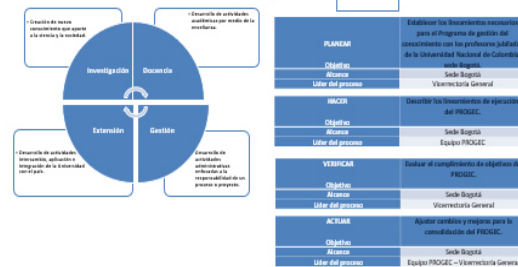 • Creación de nuevo
conocimiento que aporta
a la ciencia y la sociedad.
• Desarrollo de actividades
académicas por medio de la
enseñanza.
Investigación
Docencia
Extensión
Gestión
• Desarrollo de actividades
intercambio, aplicación e
integración de la Universidad
con el país.
Desarrollo de
actividades
administrativas
enfocadas a la
responsabilidad de un
proceso o proyecto.
PLANEAR
Objetivo
Establecer los lineamientos necesarios
para el Programa de gestión del
conocimiento con los profesores jubilados
de la Universidad Nacional de Colombia
sede Bogotá.
Alcance
Sede Bogotá
Líder del proceso
Vicerrectoría General
HACER
Objetivo
Describir los lineamientos de ejecución
del PROGEC.
Alcance
Sede Bogotá
Líder del proceso
Equipo PROGEC
VERIFICAR
Objetivo
Evaluar el cumplimiento de objetivos del
PROGEC.
Alcance
Sede Bogotá
Líder del proceso
Vicerrectoría General
ACTUAR
Objetivo
Ajustar cambios y mejoras para la
consolidación del PROGEC.
Alcance
Sede Bogotá
Líder del proceso
Equipo PROGEC – Vicerrectoría General